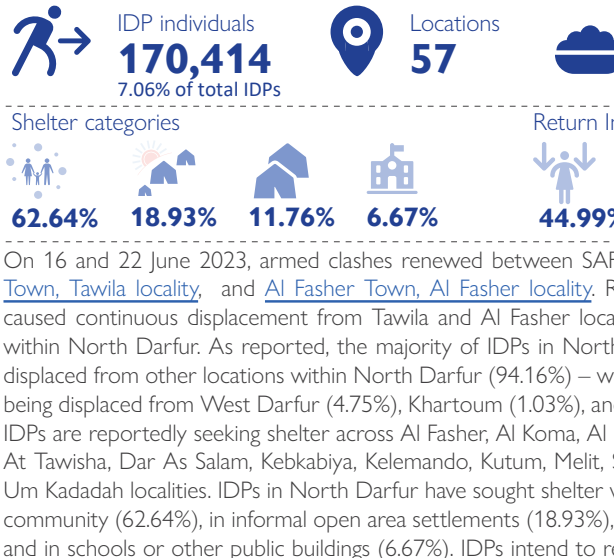 IDP individuals
170,414
7.06% of total IDPs
Locations
57
Shelter categories
Return In
62.64% 18.93% 11.76% 6.67% 44.99%
On 16 and 22 June 2023, armed clashes renewed between SAF
Town, Tawila locality, and Al Fasher Town, Al Fasher locality. R
caused continuous displacement from Tawila and Al Fasher loca
within North Darfur. As reported, the majority of IDPs in North
displaced from other locations within North Darfur (94.16%) – w
being displaced from West Darfur (4.75%), Khartoum (1.03%), an
IDPs are reportedly seeking shelter across Al Fasher, Al Koma, Al
At Tawisha, Dar As Salam, Kebkabiya, Kelemando, Kutum, Melit, S
Um Kadadah localities. IDPs in North Darfur have sought shelter
community (62.64%), in informal open area settlements (18.93%),
and in schools or other public buildings (6.67%). IDPs intend to